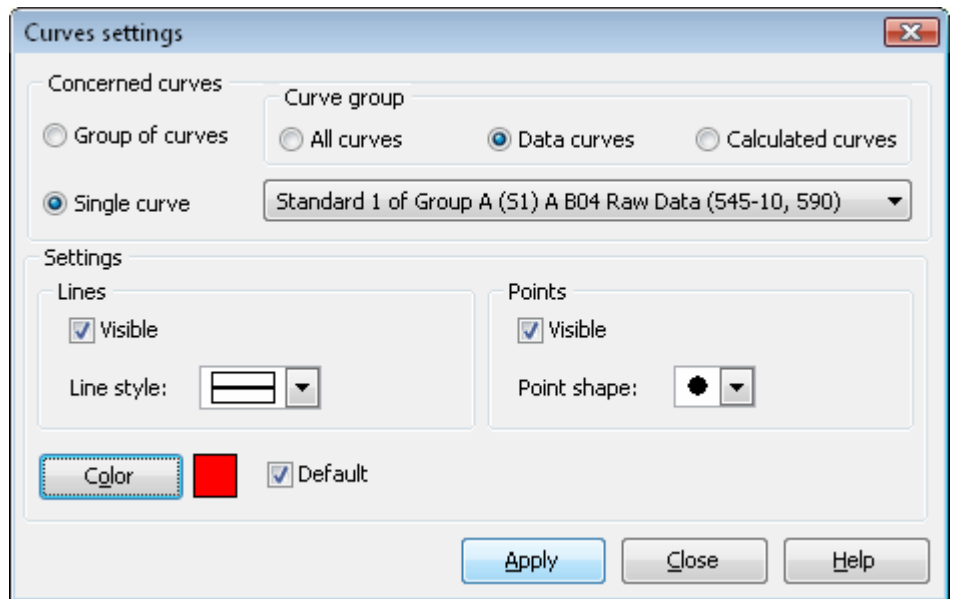 Curves settings
Concerned curves
Curve group
Group of curves
All curves
Data curves
Calculated curves
Single curve
Standard 1 of Group A (S1) A B04 Raw Data (545-10, 590)
Settings
Lines
Points
Visible
Visible
Line style:
Point shape:
Color
Default
Apply
Close
Help